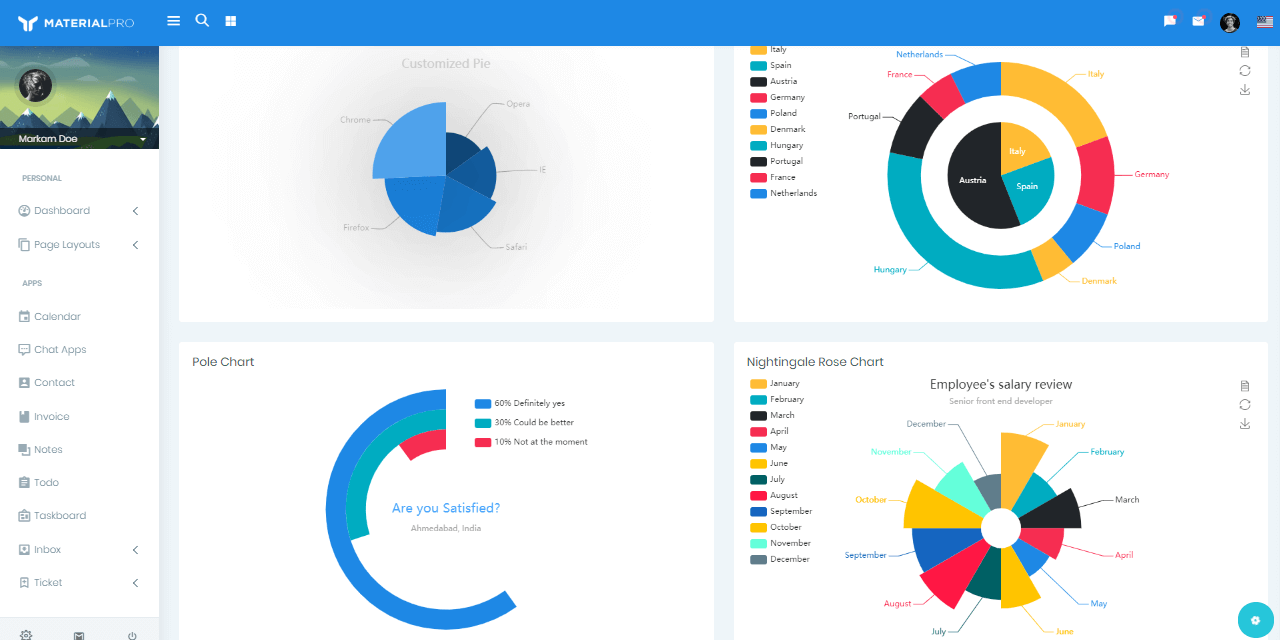 MATERIALPRO
Markam Doe
PERSONAL
Dashboard
Page Layouts
APPS
Calendar
Chat Apps
Contact
Invoice
Notes
Todo
Taskboard
Inbox
Ticket
Customized Pie
Chrome
Opera
IE
Firefox
Safari
Italy
Spain
Austria
Germany
Poland
Denmark
Hungary
Portugal
France
Netherlands
Netherlands
France
Italy
Portugal
Italy
Austria
Spain
Germany
Poland
Hungary
Denmark
Pole Chart
60% Definitely yes
30% Could be better
10% Not at the moment
Are you Satisfied?
Ahmedabad, India
Nightingale Rose Chart
January
February
March
April
May
June
July
August
September
October
November
December
Employee's salary review
Senior front end developer
December
January
November
February
October
March
September
April
August
May
July
June